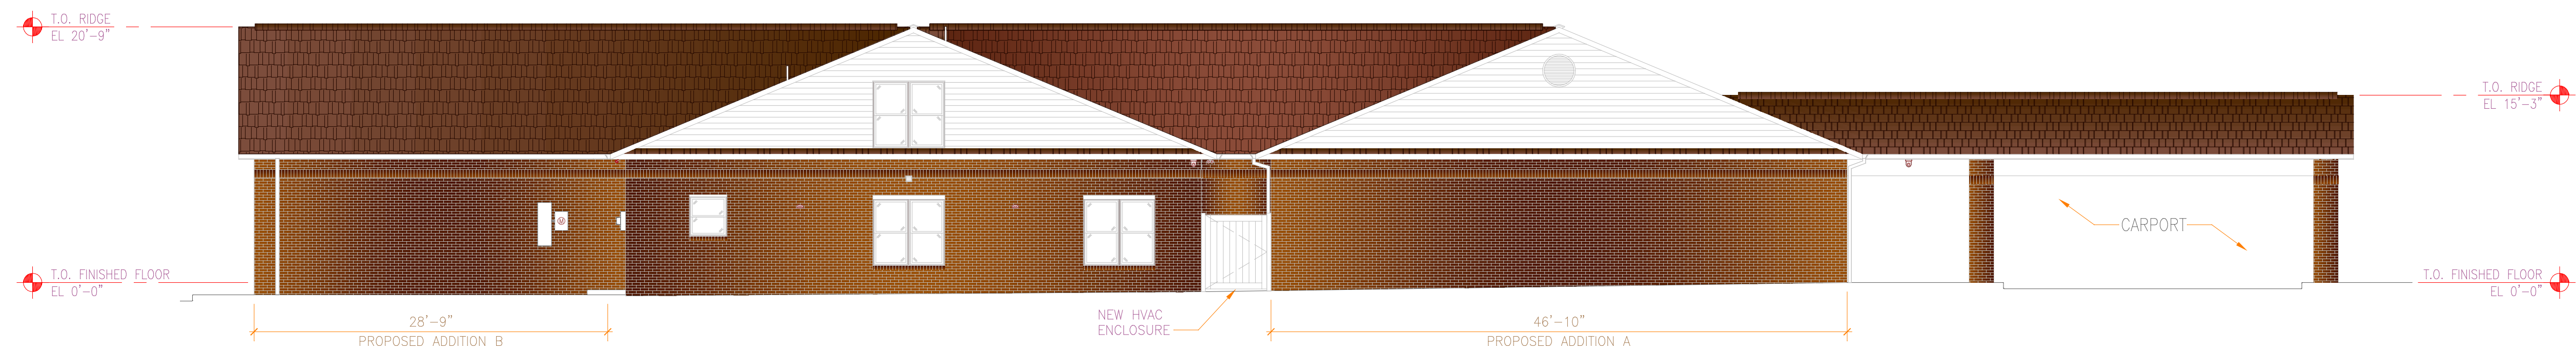 T.O. RIDGE
EL 20'-9"
T.O. RIDGE
EL 15'-3"
CARPORT
M
T.O. FINISHED FLOOR
EL 0'-0"
T.O. FINISHED FLOOR
EL 0'-0"
NEW HVAC
ENCLOSURE
28'-9"
PROPOSED ADDITION B
46'-10"
PROPOSED ADDITION A